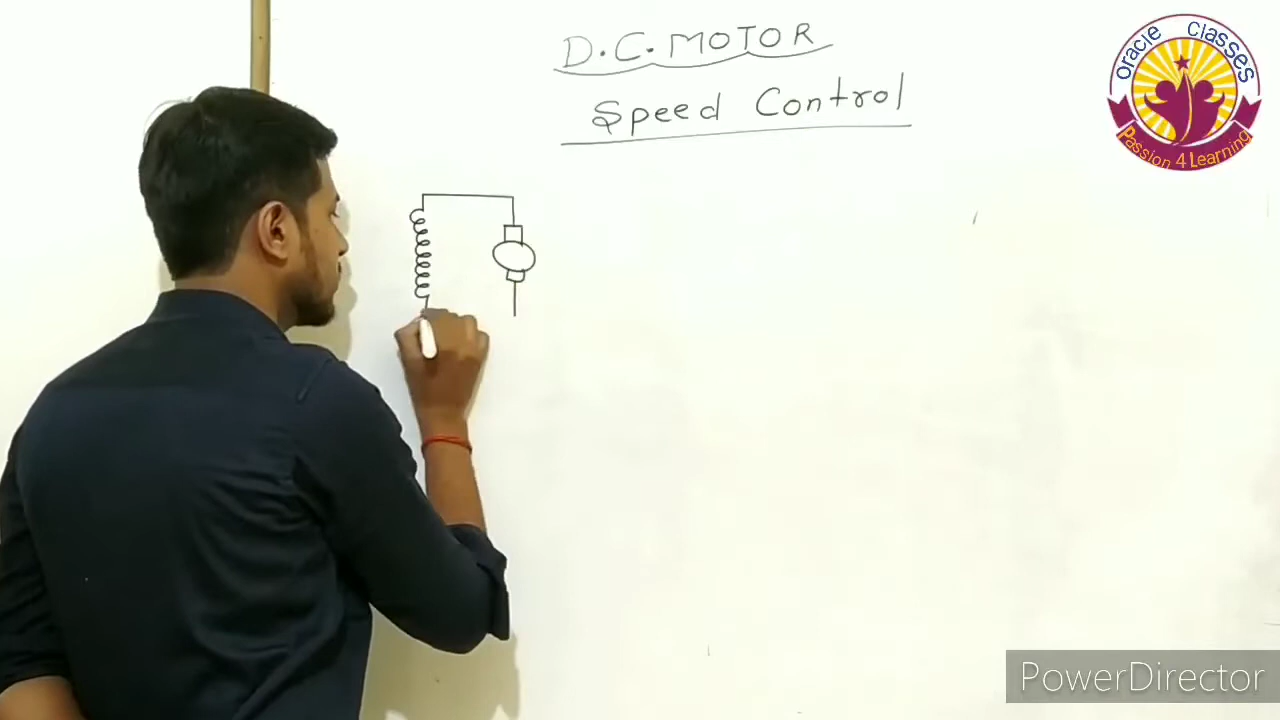 D.C. MOTOR
Speed Control
Oracle Classes
Passion 4 Learning
PowerDirector